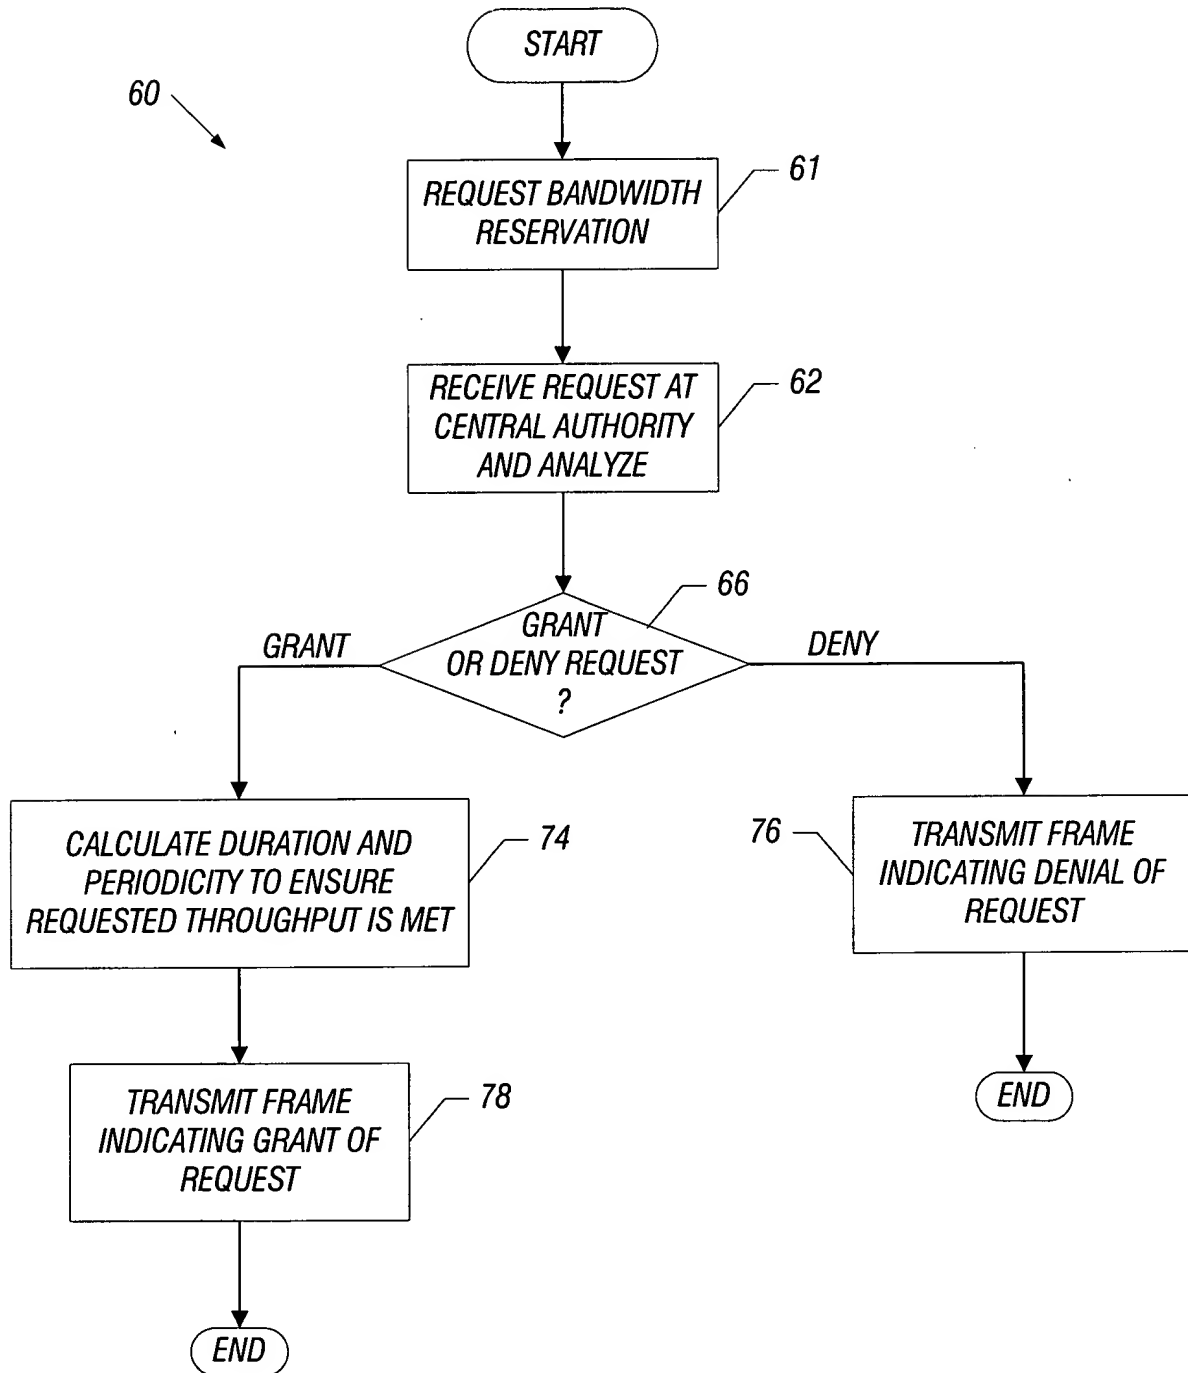 START
60
REQUEST BANDWIDTH
RESERVATION
61
RECEIVE REQUEST AT
CENTRAL AUTHORITY
AND ANALYZE
62
66
GRANT
OR DENY REQUEST
?
GRANT
DENY
CALCULATE DURATION AND
PERIODICITY TO ENSURE
REQUESTED THROUGHPUT IS MET
74
76
TRANSMIT FRAME
INDICATING DENIAL OF
REQUEST
TRANSMIT FRAME
INDICATING GRANT OF
REQUEST
78
END
END